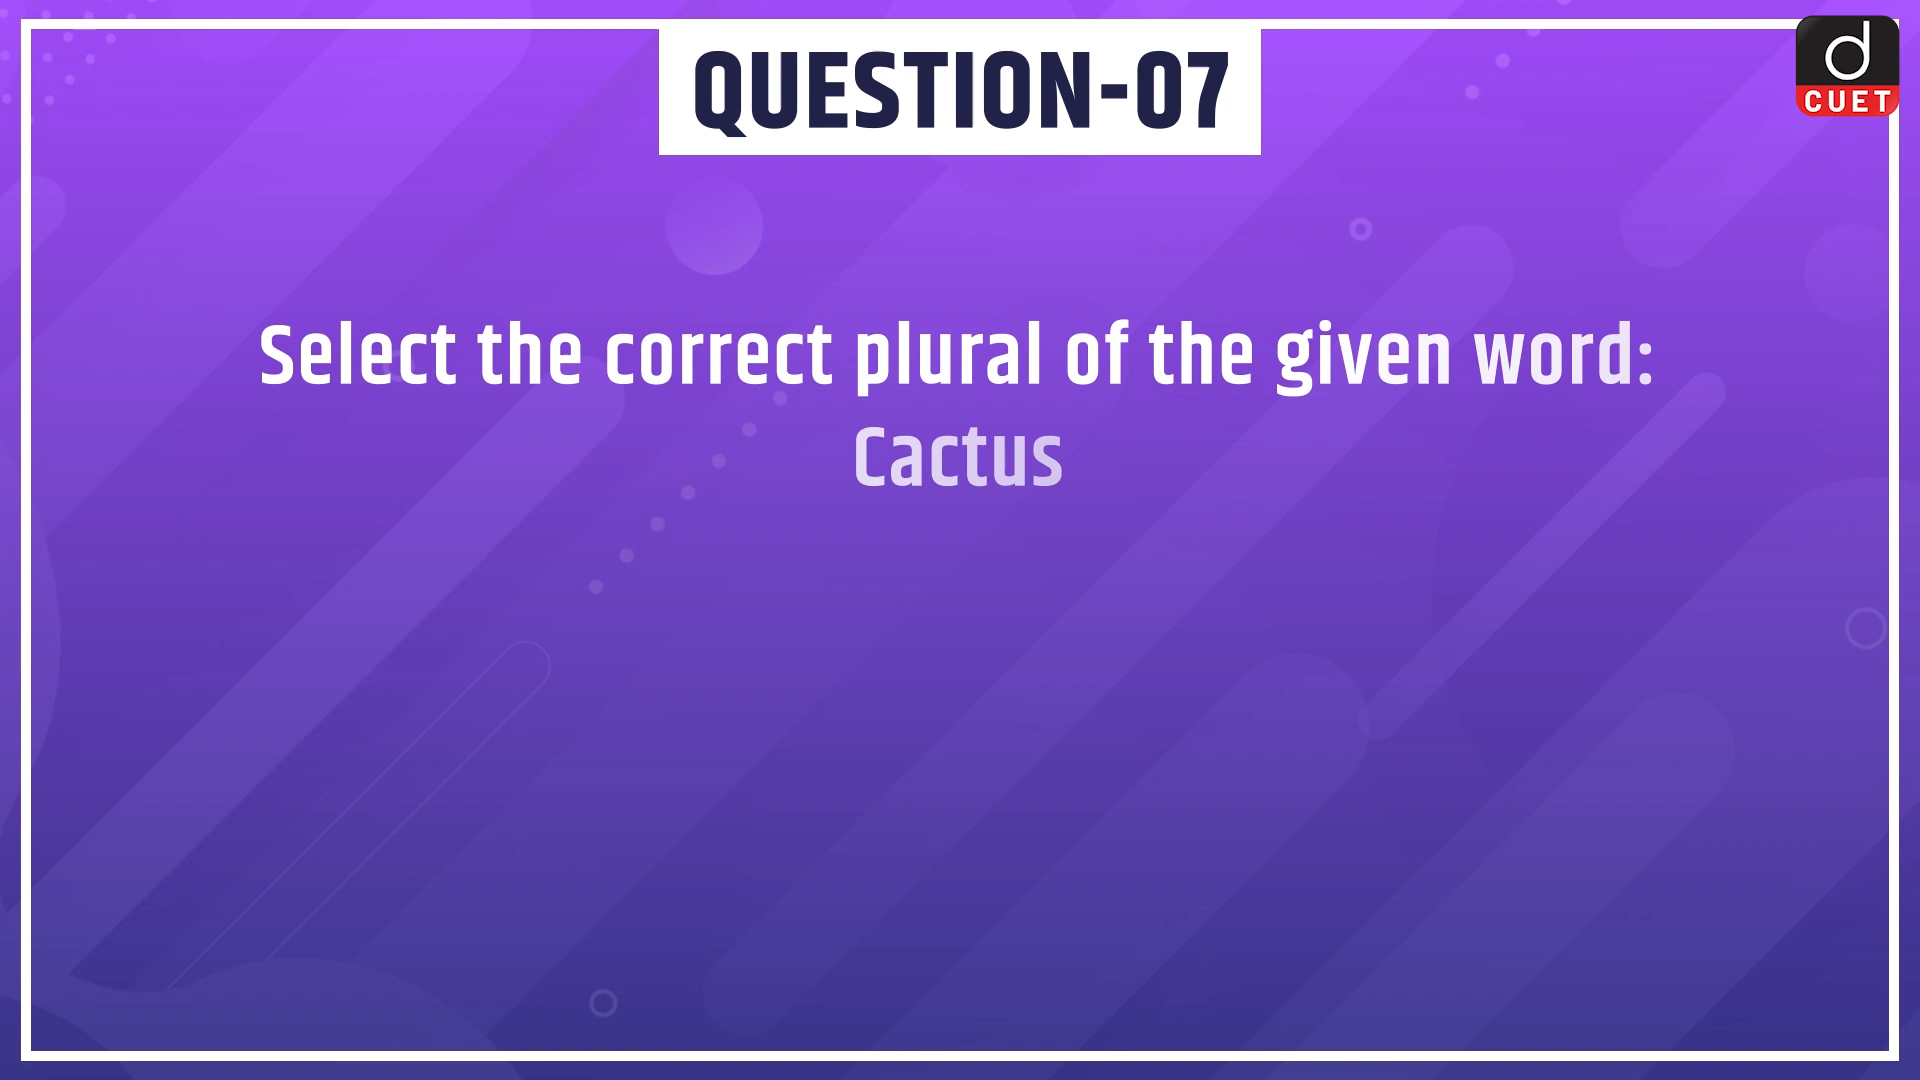 QUESTION-07
d
CUET
Select the correct plural of the given word:
Cactus